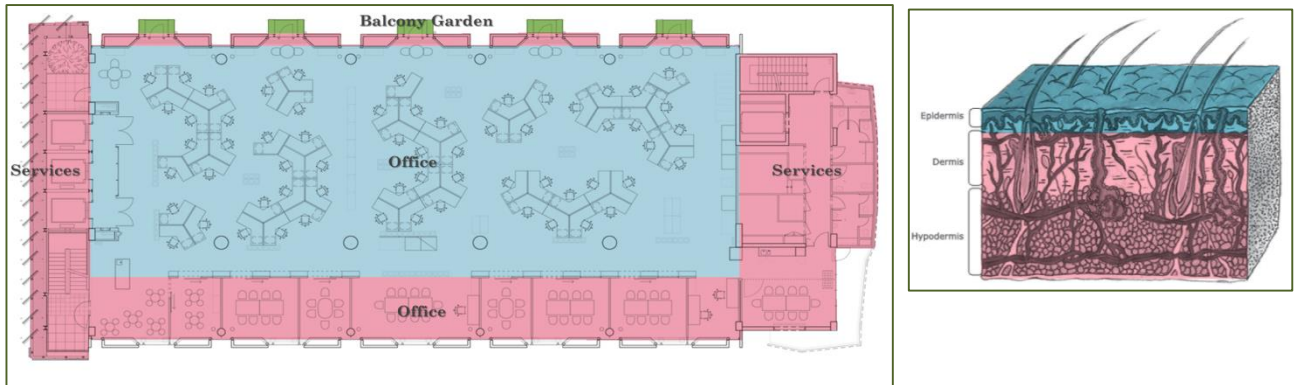 Balcony Garden
Services
Office
Services
Office
Epidermis
Dermis
Hypodermis